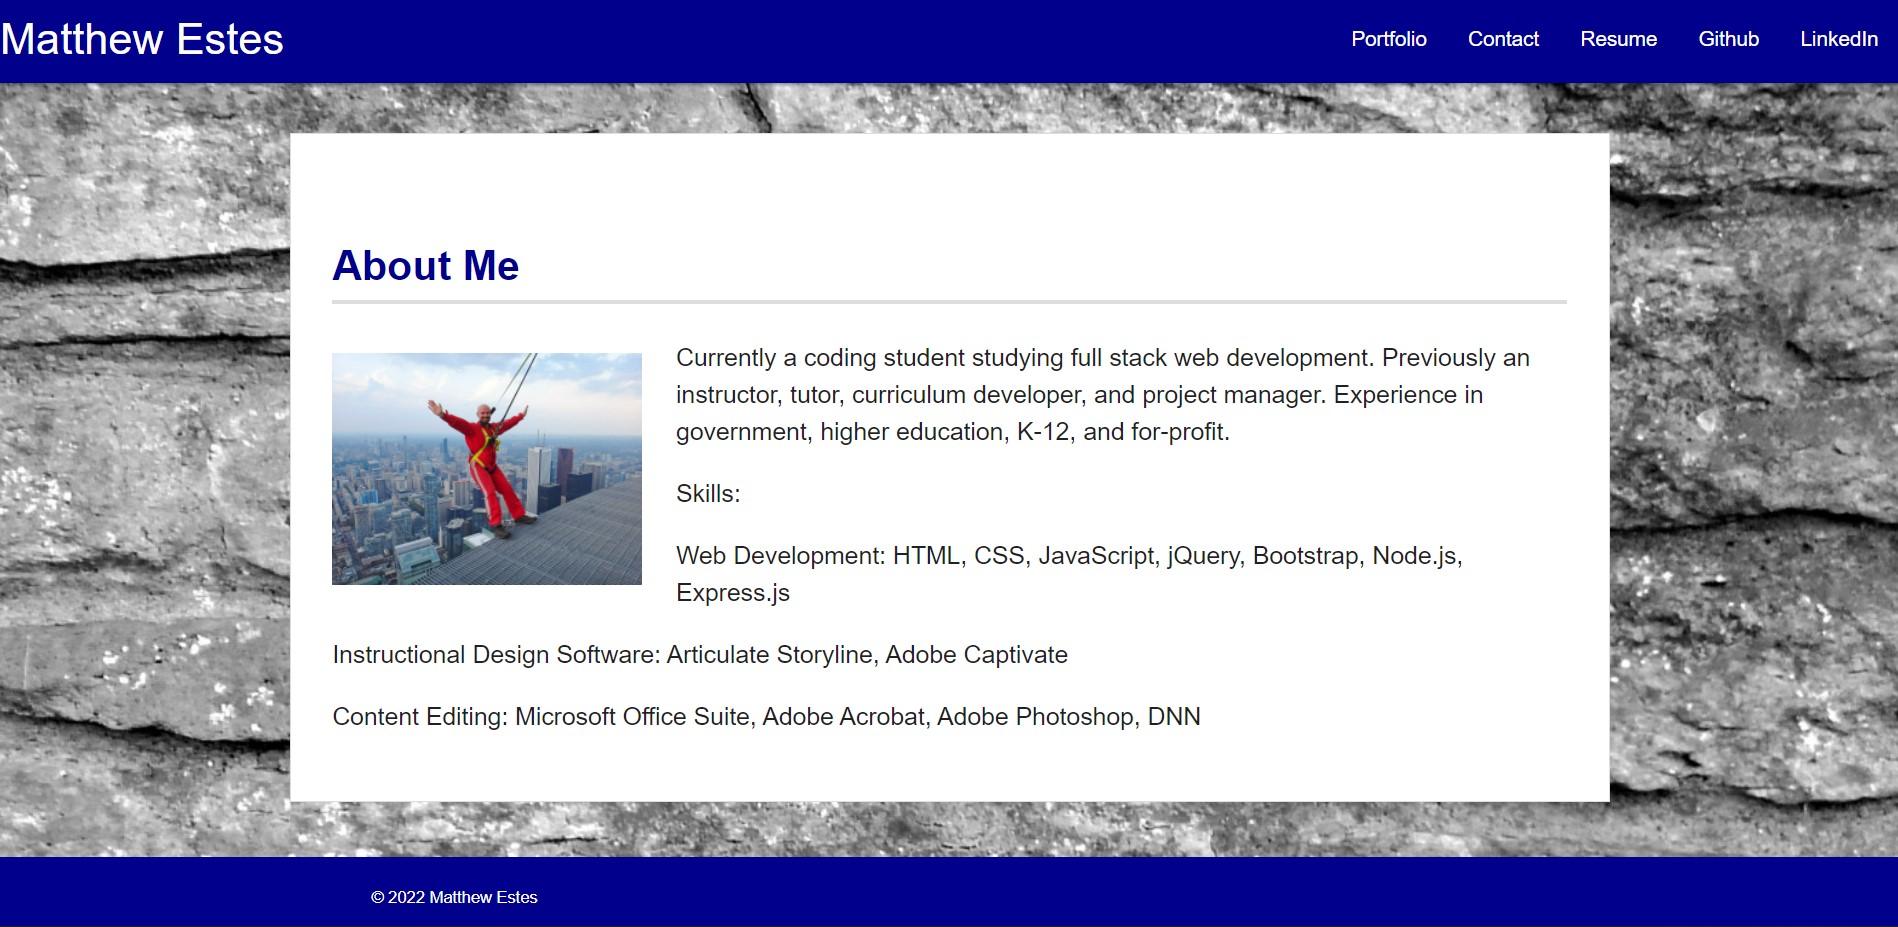 Matthew Estes
Portfolio Contact Resume Github LinkedIn
About Me
Currently a coding student studying full stack web development. Previously an
instructor, tutor, curriculum developer, and project manager. Experience in
government, higher education, K-12, and for-profit.
Skills:
Web Development: HTML, CSS, JavaScript, jQuery, Bootstrap, Node.js,
Express.js
Instructional Design Software: Articulate Storyline, Adobe Captivate
Content Editing: Microsoft Office Suite, Adobe Acrobat, Adobe Photoshop, DNN
© 2022 Matthew Estes